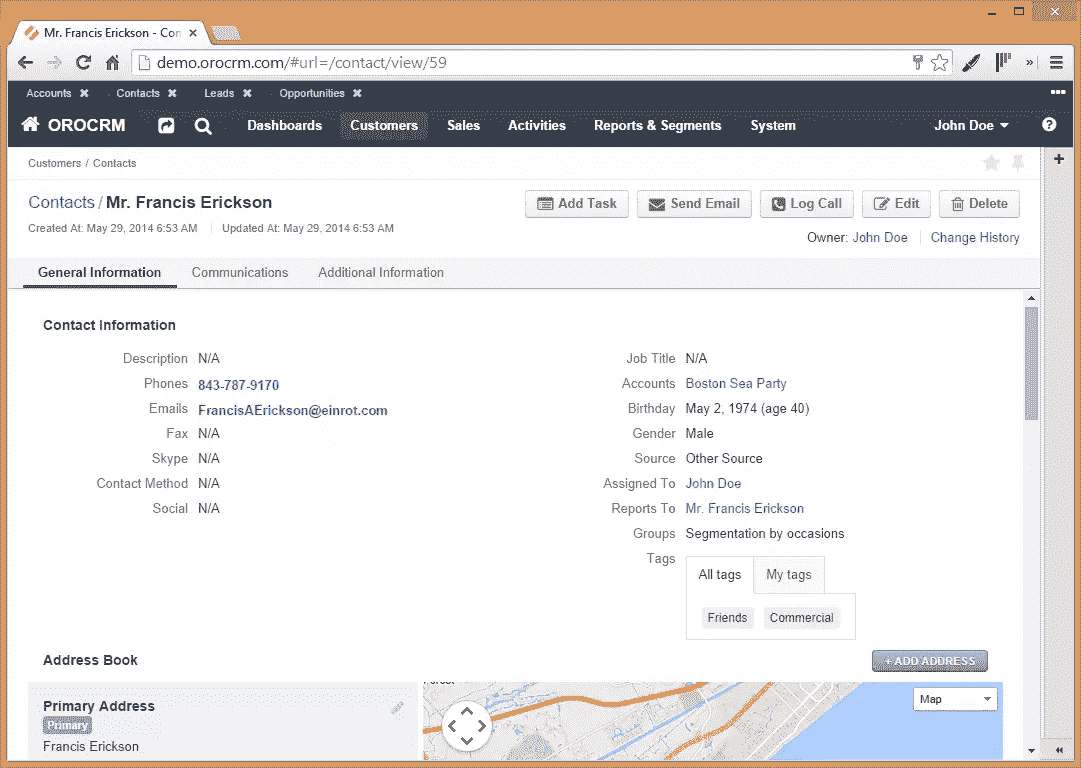 Mr. Francis Erickson - Con
demo.orocrm.com/#url=/contact/view/59
Accounts Contacts Leads Opportunities
OROCRM Dashboards Customers Sales Activities Reports & Segments System John Doe
Customers / Contacts
Contacts / Mr. Francis Erickson
Add Task Send Email Log Call Edit Delete
Created At: May 29, 2014 6:53 AM Updated At: May 29, 2014 6:53 AM
Owner: John Doe Change History
General Information Communications Additional Information
Contact Information
Description N/A
Phones 843-787-9170
Emails FrancisAErickson@einrot.com
Fax N/A
Skype N/A
Contact Method N/A
Social N/A
Job Title N/A
Accounts Boston Sea Party
Birthday May 2, 1974 (age 40)
Gender Male
Source Other Source
Assigned To John Doe
Reports To Mr. Francis Erickson
Groups Segmentation by occasions
Tags
All tags My tags
Friends Commercial
Address Book
+ ADD ADDRESS
Primary Address
Primary
Francis Erickson
Map